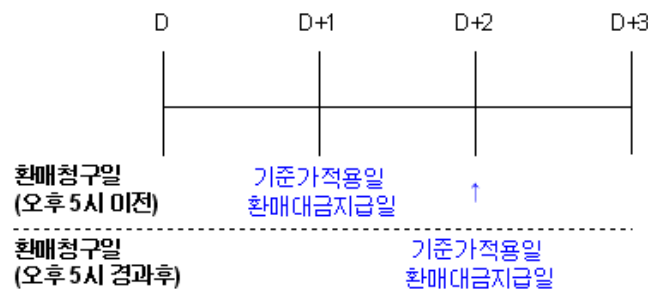 D D+1 D+2 D+3
환매청구일 기준가적용일
(오후 5시 이전) 환매대금지급일 ↑
환매청구일 기준가적용일
(오후 5시 경과후) 환매대금지급일